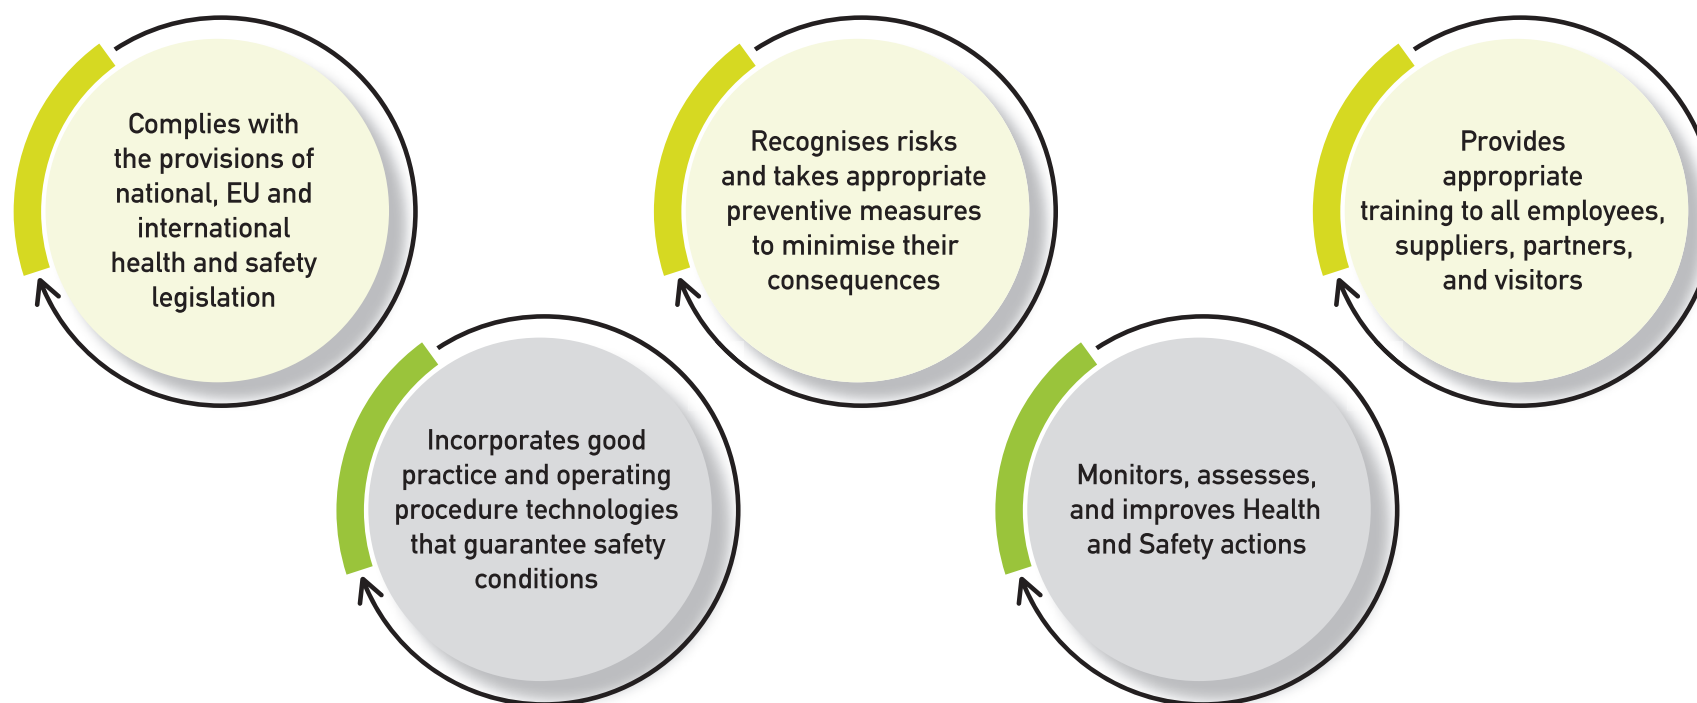 Complies with
the provisions of
national, EU and
international
health and safety
legislation
Incorporates good
practice and operating
procedure technologies
that guarantee safety
conditions
Recognises risks
and takes appropriate
preventive measures
to minimise their
consequences
Monitors, assesses,
and improves Health
and Safety actions
Provides
appropriate
training to all employees,
suppliers, partners,
and visitors